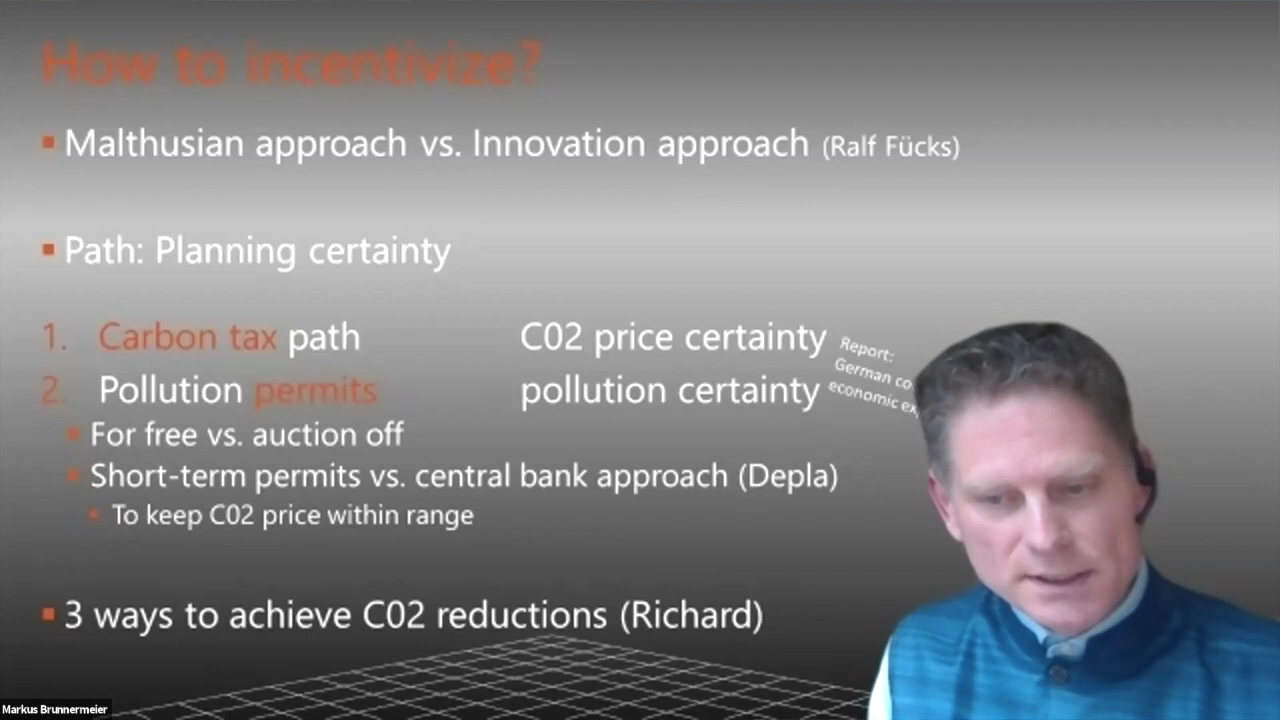 How to incentivize?
▪ Malthusian approach vs. Innovation approach (Ralf Fücks)
▪ Path: Planning certainty
1. Carbon tax path C02 price certainty
Report:
German
2. Pollution permits pollution certainty
economic
▪ For free vs. auction off
▪ Short-term permits vs. central bank approach (Depla)
▪ To keep C02 price within range
▪ 3 ways to achieve C02 reductions (Richard)
Markus Brunnermeier